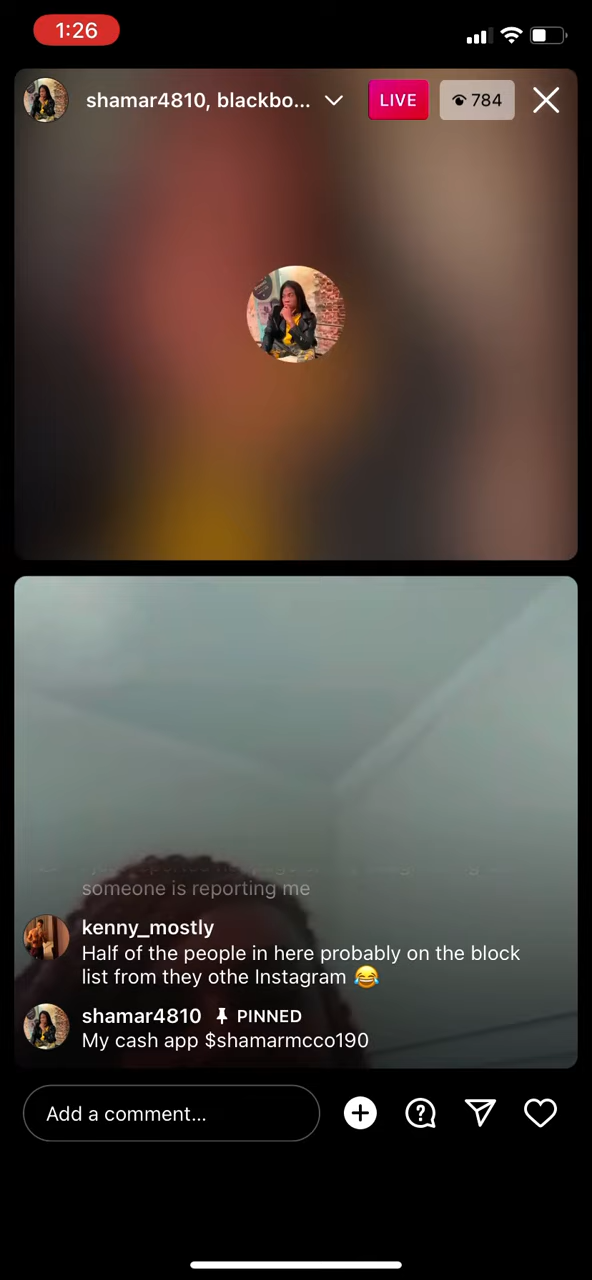 1:26
shamar4810, blackbo...
LIVE
784
someone is reporting me
kenny_mostly
Half of the people in here probably on the block
list from they othe Instagram 😂
shamar4810 PINNED
My cash app $shamarmcco190
Add a comment...